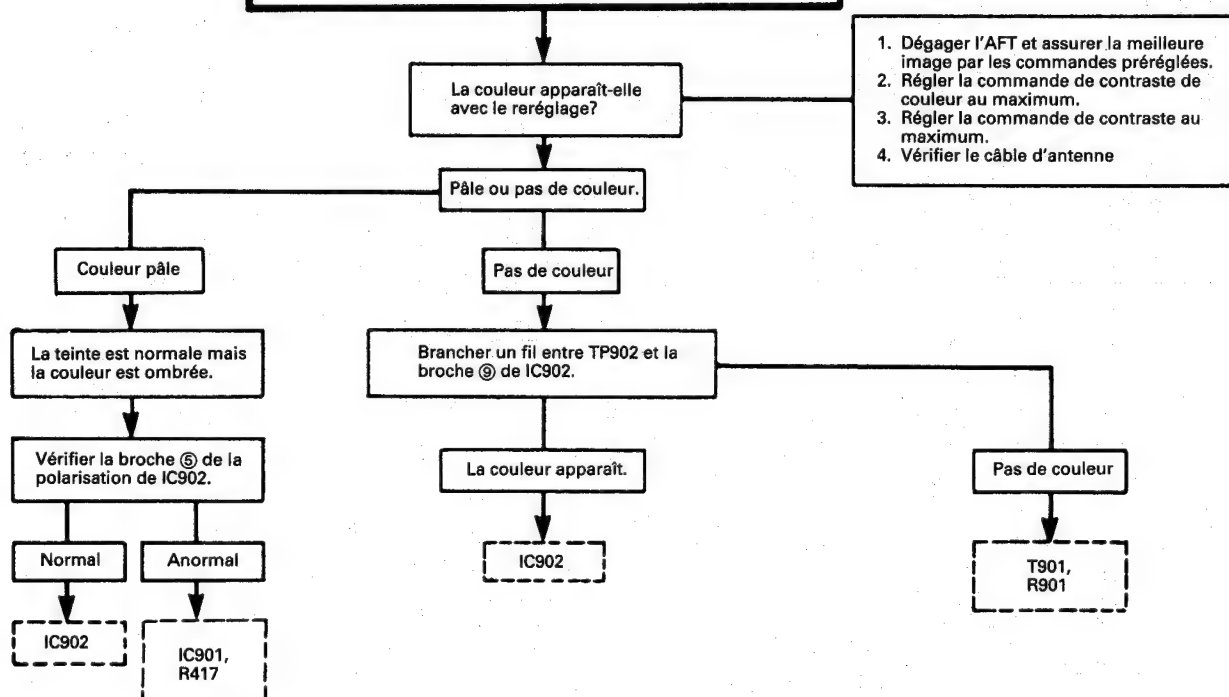 La couleur apparaît-elle
avec le reréglage?
1. Dégager l'AFT et assurer la meilleure
image par les commandes préréglées.
2. Régler la commande de contraste de
couleur au maximum.
3. Régler la commande de contraste au
maximum.
4. Vérifier le câble d'antenne
Pâle ou pas de couleur.
Couleur pâle
Pas de couleur
La teinte est normale mais
la couleur est ombrée.
Brancher un fil entre TP902 et la
broche ⑨ de IC902.
Vérifier la broche ⑤ de la
polarisation de IC902.
La couleur apparaît.
Pas de couleur
Normal
Anormal
IC902
T901,
R901
IC902
IC901,
R417